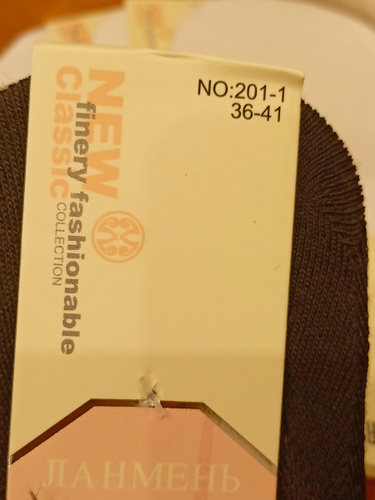 NO:201-1
36-41
NEW
Classic
finery fashionable
COLLECTION
ЛАНМЕНЬ